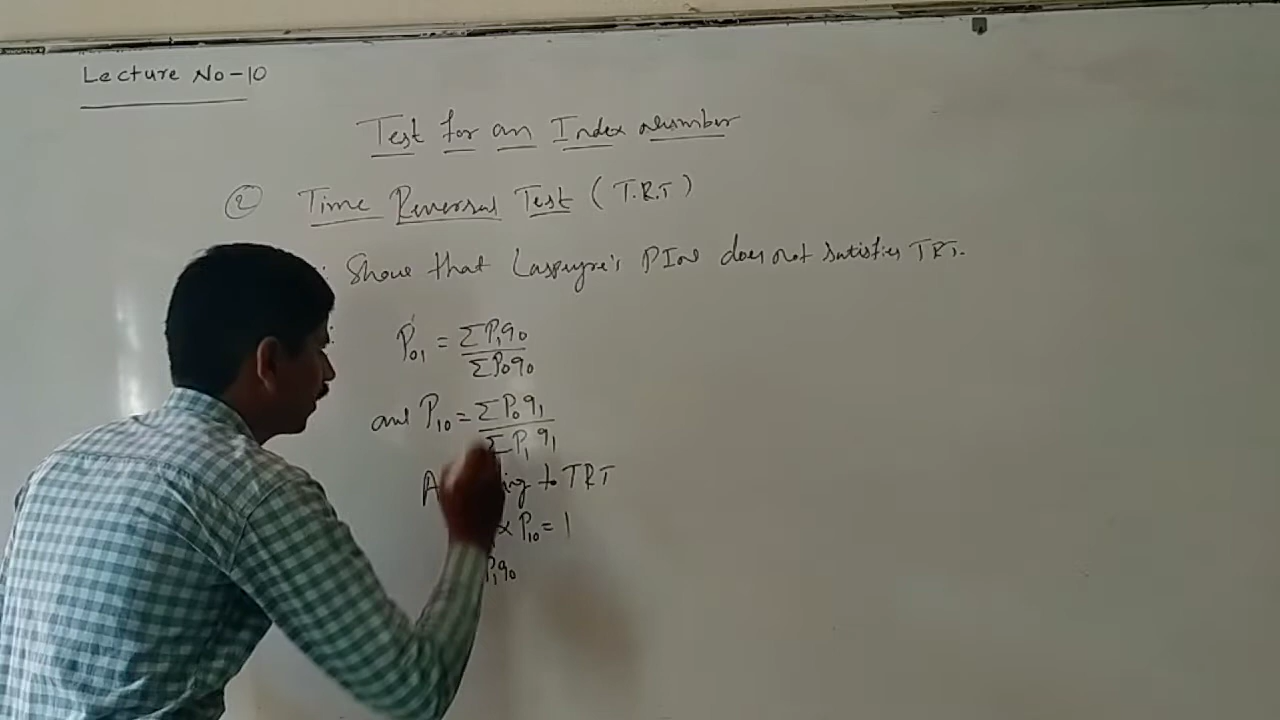 Lecture No-10
Test for an Index Number
② Time Reversal Test (T.R.T)
: Show that Laspeyre's PIN does not satisfies TRT.
P₀₁ = ΣP₁q₀ / ΣP₀q₀
and P₁₀ = ΣP₀q₁ / ΣP₁q₁
to TRT
x P₁₀ = 1
P₁q₀